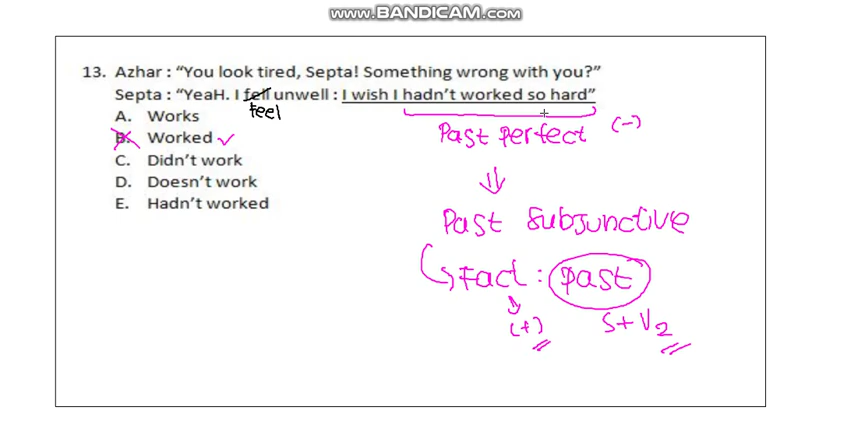 www.BANDICAM.com
13. Azhar : "You look tired, Septa! Something wrong with you?"
Septa : "YeaH. I fell unwell : I wish I hadn't worked so hard"
feel
A. Works
B. Worked ✓
C. Didn't work
D. Doesn't work
E. Hadn't worked
Past perfect (-)
⇓
Past Subjunctive
↳ Fact : past
↓
(+) S + V2